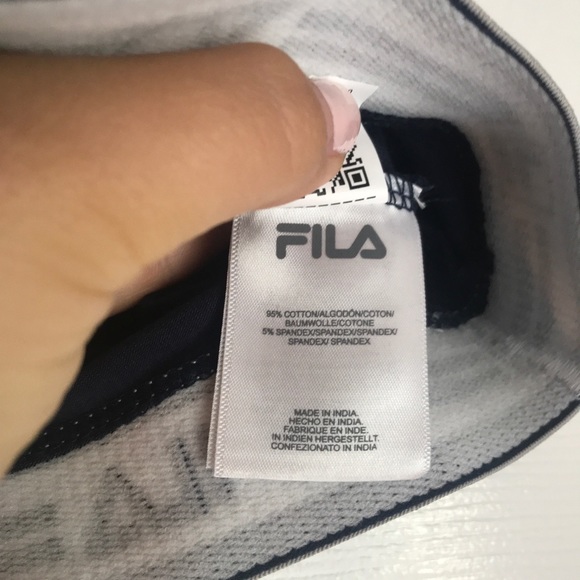 FILA
95% COTTON/ALGODÓN/COTON/
BAUMWOLLE/COTONE
5% SPANDEX/SPANDEX/SPANDEX/
SPANDEX/ SPANDEX
MADE IN INDIA.
HECHO EN INDIA.
FABRIQUE EN INDE.
IN INDIEN HERGESTELLT.
CONFEZIONATO IN INDIA